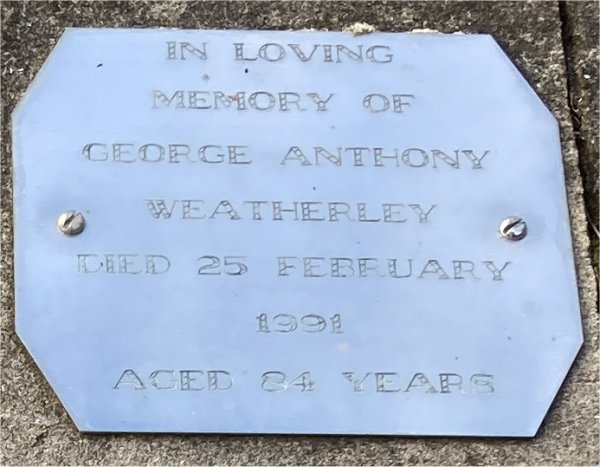 IN LOVING
MEMORY OF
GEORGE ANTHONY
WEATHERLEY
DIED 25 FEBRUARY
1991
AGED 84 YEARS